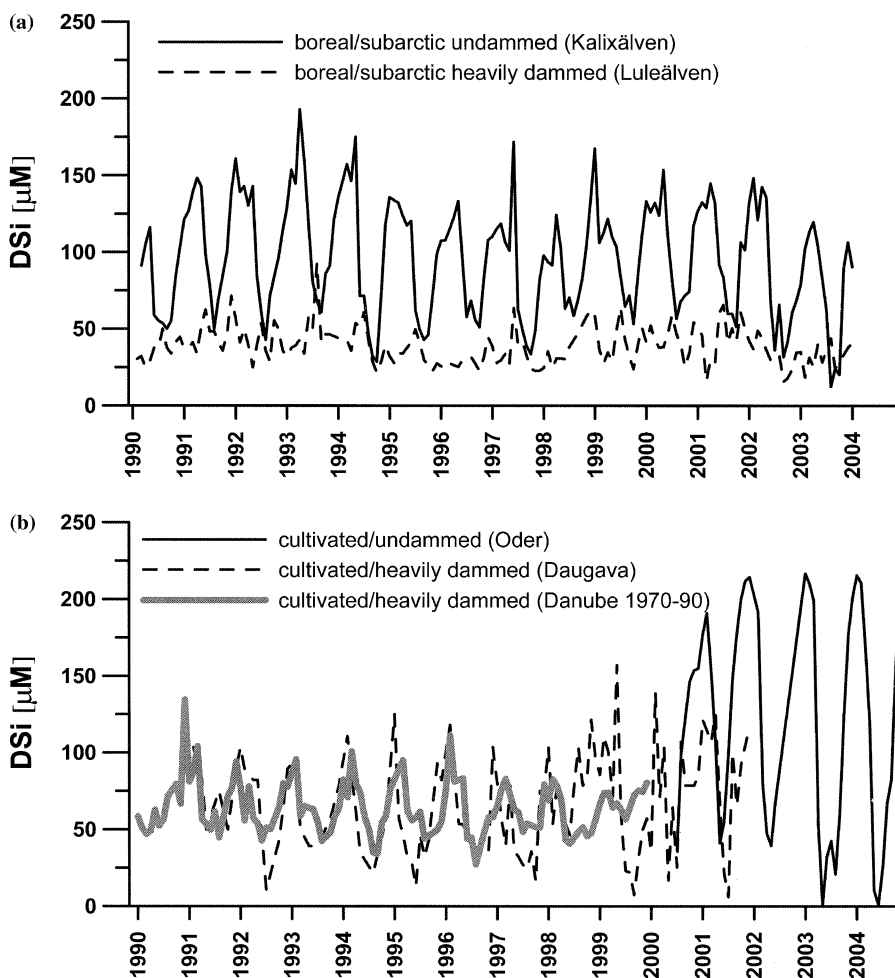 (a)
250
200
150
100
50
0
DSi [µM]
boreal/subarctic undammed (Kalixälven)
boreal/subarctic heavily dammed (Luleälven)
1990 1991 1992 1993 1994 1995 1996 1997 1998 1999 2000 2001 2002 2003 2004
(b)
250
200
150
100
50
0
DSi [µM]
cultivated/undammed (Oder)
cultivated/heavily dammed (Daugava)
cultivated/heavily dammed (Danube 1970-90)
1990 1991 1992 1993 1994 1995 1996 1997 1998 1999 2000 2001 2002 2003 2004